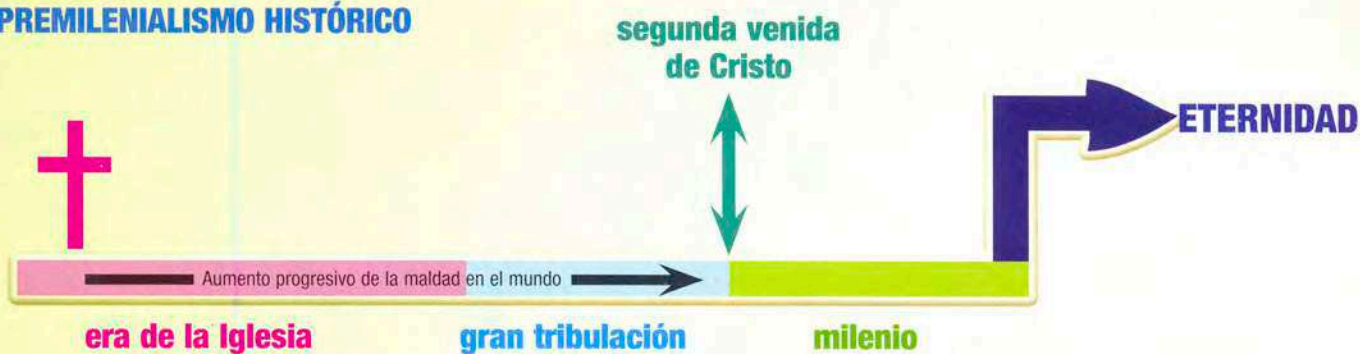 PREMILENIALISMO HISTÓRICO
segunda venida
de Cristo
ETERNIDAD
Aumento progresivo de la maldad en el mundo
era de la Iglesia
gran tribulación
milenio